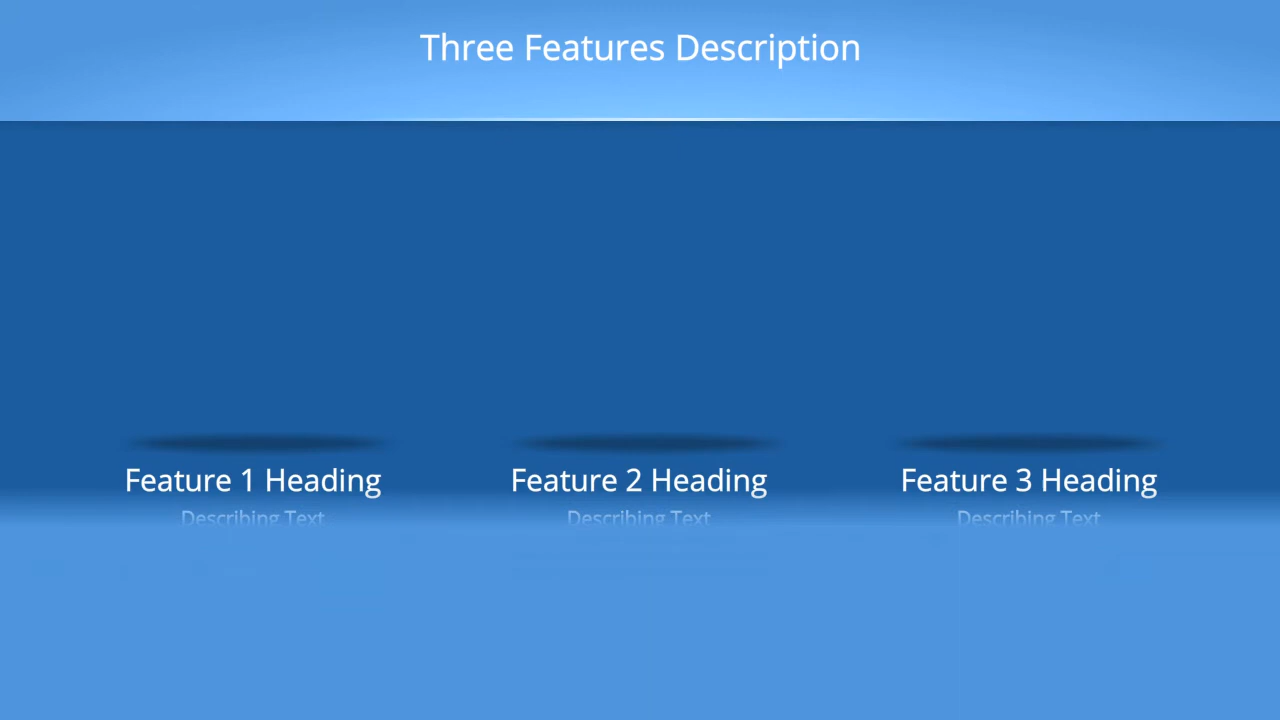 Three Features Description
Feature 1 Heading
Feature 2 Heading
Feature 3 Heading
Describing Text
Describing Text
Describing Text